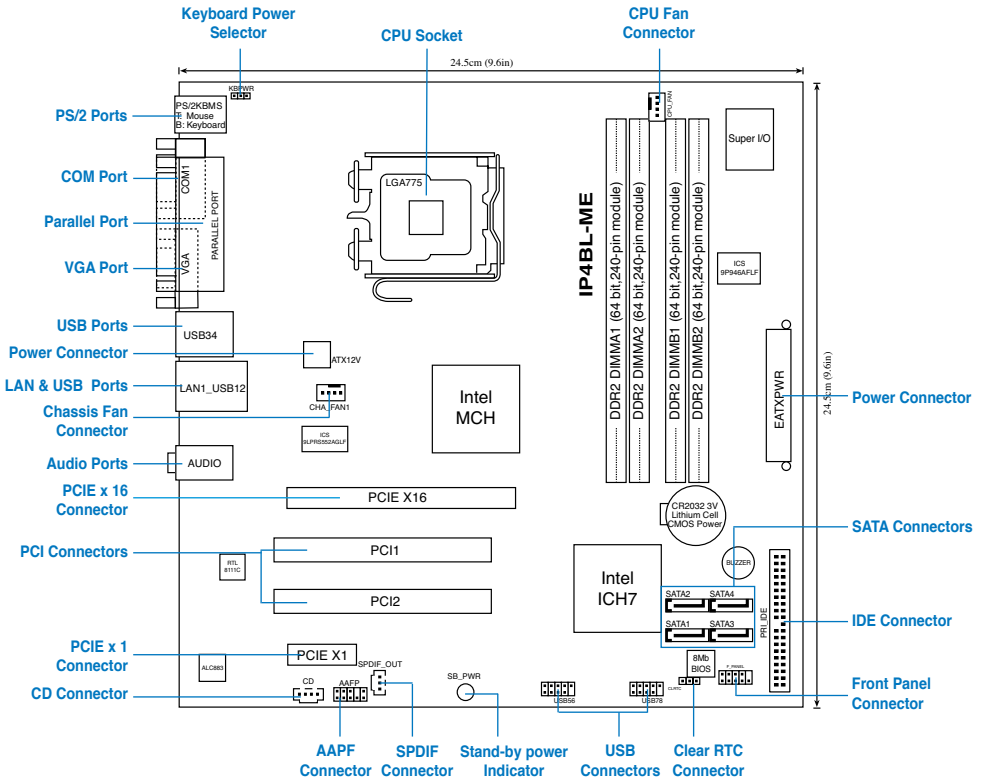 Keyboard Power
Selector
CPU Socket
CPU Fan
Connector
24.5cm (9.6in)
KBPWR
CPU_FAN
PS/2 Ports
PS/2KBMS
T: Mouse
B: Keyboard
Super I/O
COM Port
COM1
LGA775
Parallel Port
PARALLEL PORT
VGA Port
VGA
IP4BL-ME
DDR2 DIMMA1 (64 bit,240-pin module)
DDR2 DIMMA2 (64 bit,240-pin module)
DDR2 DIMMB1 (64 bit,240-pin module)
DDR2 DIMMB2 (64 bit,240-pin module)
ICS
9P946AFLF
USB Ports
USB34
Power Connector
ATX12V
LAN & USB Ports
LAN1_USB12
Chassis Fan
Connector
CHA_FAN1
Intel
MCH
EATXPWR
24.5cm (9.6in)
Power Connector
ICS
9LPRS552AGLF
Audio Ports
AUDIO
PCIE x 16
Connector
PCIE X16
CR2032 3V
Lithium Cell
CMOS Power
SATA Connectors
PCI Connectors
PCI1
RTL
8111C
BUZZER
Intel
ICH7
PCI2
SATA2
SATA4
SATA1
SATA3
PRI_IDE
IDE Connector
PCIE x 1
Connector
PCIE X1
ALC883
SPDIF_OUT
8Mb
BIOS
F_PANEL
CD Connector
CD
AAFP
SB_PWR
USB56
USB78
CLRTC
Front Panel
Connector
AAPF
Connector
SPDIF
Connector
Stand-by power
Indicator
USB
Connectors
Clear RTC
Connector